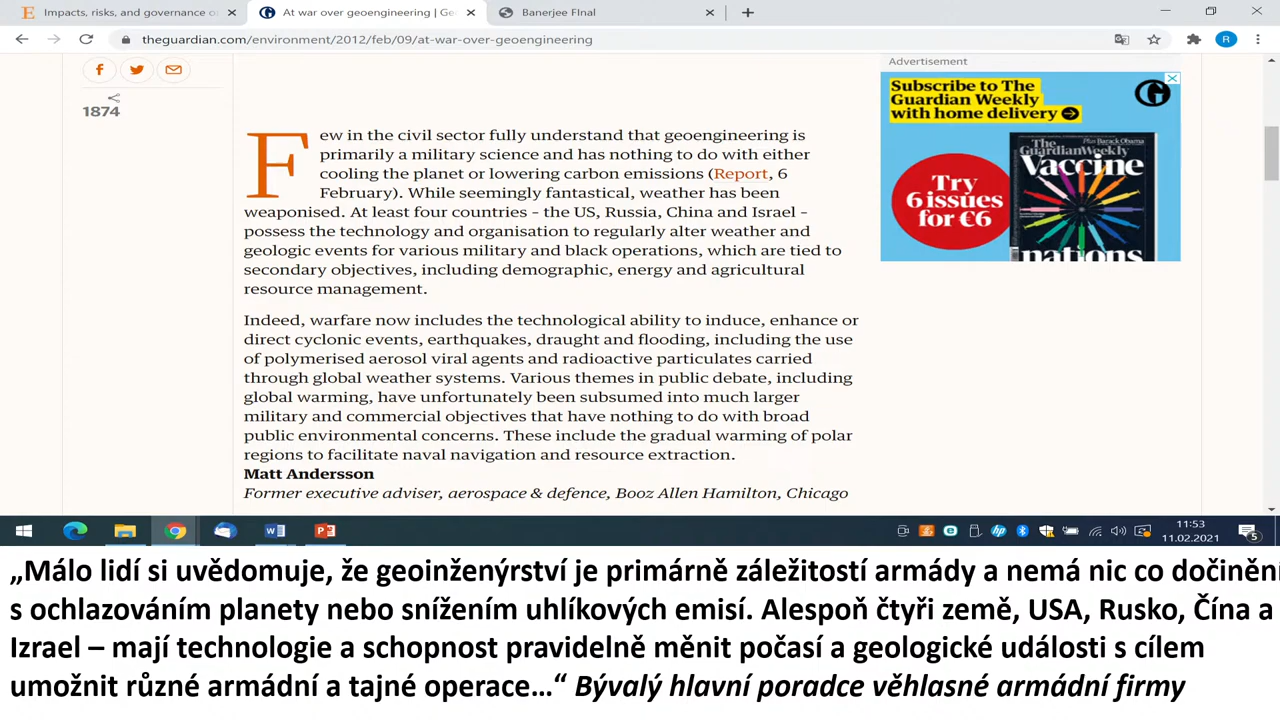 Impacts, risks, and governance o
At war over geoengineering | Ge
Banerjee FInal
theguardian.com/environment/2012/feb/09/at-war-over-geoengineering
R
1874
Few in the civil sector fully understand that geoengineering is
primarily a military science and has nothing to do with either
cooling the planet or lowering carbon emissions (Report, 6
February). While seemingly fantastical, weather has been
weaponised. At least four countries – the US, Russia, China and Israel –
possess the technology and organisation to regularly alter weather and
geologic events for various military and black operations, which are tied to
secondary objectives, including demographic, energy and agricultural
resource management.
Indeed, warfare now includes the technological ability to induce, enhance or
direct cyclonic events, earthquakes, draught and flooding, including the use
of polymerised aerosol viral agents and radioactive particulates carried
through global weather systems. Various themes in public debate, including
global warming, have unfortunately been subsumed into much larger
military and commercial objectives that have nothing to do with broad
public environmental concerns. These include the gradual warming of polar
regions to facilitate naval navigation and resource extraction.
Matt Andersson
Former executive adviser, aerospace & defence, Booz Allen Hamilton, Chicago
Advertisement
Subscribe to The
Guardian Weekly
with home delivery
Try
6 issues
for €6
Plus Barack Obama
The Guardian Weekly
Vaccine
nations
11:53
11.02.2021
5
„Málo lidí si uvědomuje, že geoinženýrství je primárně záležitostí armády a nemá nic co dočinění
s ochlazováním planety nebo snížením uhlíkových emisí. Alespoň čtyři země, USA, Rusko, Čína a
Izrael – mají technologie a schopnost pravidelně měnit počasí a geologické události s cílem
umožnit různé armádní a tajné operace…“ Bývalý hlavní poradce věhlasné armádní firmy